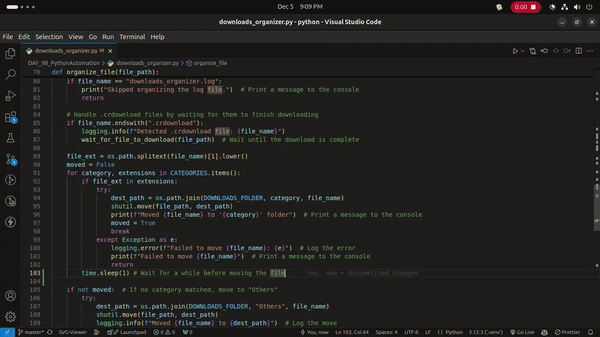 Dec 5 9:09 PM
0:00
downloads_organizer.py - python - Visual Studio Code
File Edit Selection View Go Run Terminal Help
downloads_organizer.py M
DAY_98_PythonAutomation > downloads_organizer.py > organize_file
76 def organize_file(file_path):
80 if file_name == "downloads_organizer.log":
81 print("Skipped organizing the log file.") # Print a message to the console
82 return
84 # Handle .crdownload files by waiting for them to finish downloading
85 if file_name.endswith(".crdownload"):
86 logging.info(f"Detected .crdownload file: {file_name}")
87 wait_for_file_to_download(file_path) # Wait until the download is complete
88
89 file_ext = os.path.splitext(file_name)[1].lower()
90 moved = False
91 for category, extensions in CATEGORIES.items():
92 if file_ext in extensions:
93 try:
94 dest_path = os.path.join(DOWNLOADS_FOLDER, category, file_name)
95 shutil.move(file_path, dest_path)
96 print(f"Moved {file_name} to '{category}' folder") # Print a message to the console
97 moved = True
98 break
99 except Exception as e:
100 logging.error(f"Failed to move {file_name}: {e}") # Log the error
101 print(f"Failed to move {file_name}") # Print a message to the console
102 return
103 time.sleep(1) # Wait for a while before moving the file You, now • Uncommitted changes
104
105 if not moved: # If no category matched, move to "Others"
106 try:
107 dest_path = os.path.join(DOWNLOADS_FOLDER, "Others", file_name)
108 shutil.move(file_path, dest_path)
109 logging.info(f"Moved {file_name} to {dest_path}") # Log the move
master* SVG-Viewer Launchpad 0 0 You, now Ln 103, Col 64 Spaces: 4 UTF-8 LF Python 3.12.3 ('.venv') Go Live Prettier